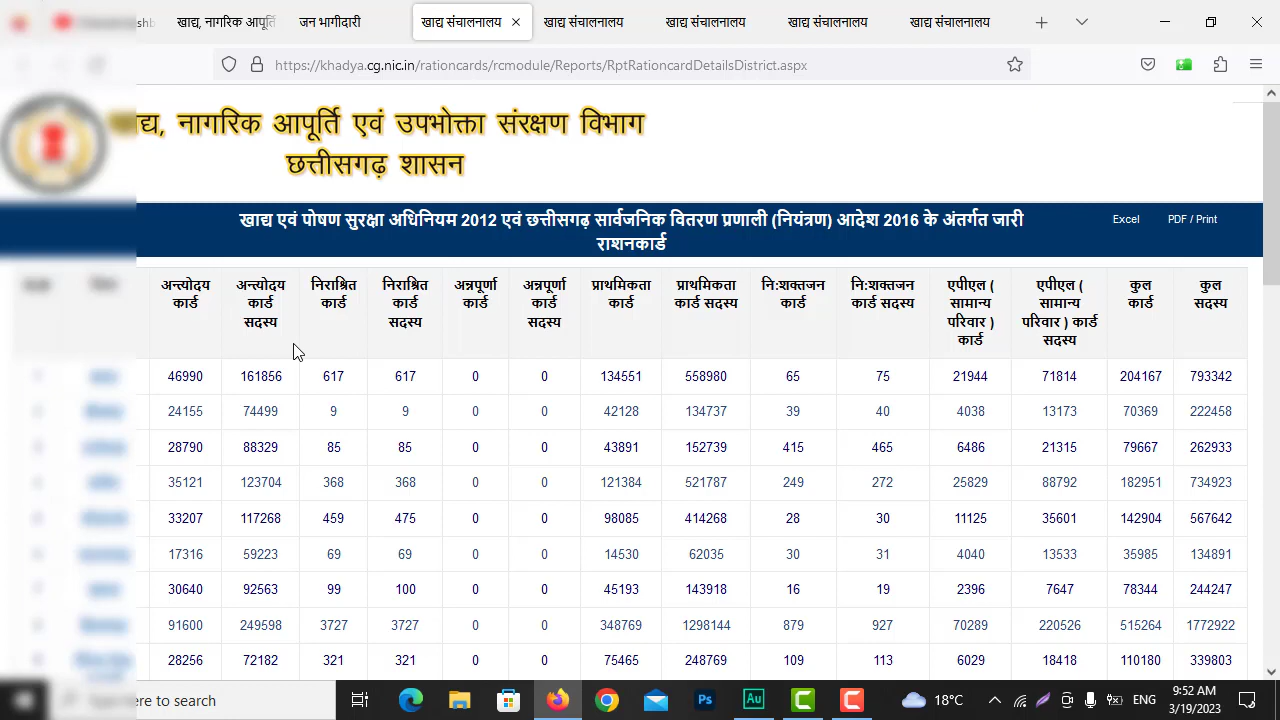 खाद्य, नागरिक आपूर्ति जन भागीदारी खाद्य संचालनालय खाद्य संचालनालय खाद्य संचालनालय खाद्य संचालनालय खाद्य संचालनालय
https://khadya.cg.nic.in/rationcards/rcmodule/Reports/RptRationcardDetailsDistrict.aspx
खाद्य, नागरिक आपूर्ति एवं उपभोक्ता संरक्षण विभाग
छत्तीसगढ़ शासन
खाद्य एवं पोषण सुरक्षा अधिनियम 2012 एवं छत्तीसगढ़ सार्वजनिक वितरण प्रणाली (नियंत्रण) आदेश 2016 के अंतर्गत जारी Excel PDF / Print
राशनकार्ड
अन्त्योदय अन्त्योदय निराश्रित निराश्रित अन्नपूर्णा अन्नपूर्णा प्राथमिकता प्राथमिकता नि:शक्तजन नि:शक्तजन एपीएल ( एपीएल ( कुल कुल
कार्ड कार्ड कार्ड कार्ड कार्ड कार्ड कार्ड कार्ड सदस्य कार्ड कार्ड सदस्य सामान्य सामान्य कार्ड सदस्य
सदस्य सदस्य सदस्य परिवार ) परिवार ) कार्ड
कार्ड सदस्य
46990 161856 617 617 0 0 134551 558980 65 75 21944 71814 204167 793342
24155 74499 9 9 0 0 42128 134737 39 40 4038 13173 70369 222458
28790 88329 85 85 0 0 43891 152739 415 465 6486 21315 79667 262933
35121 123704 368 368 0 0 121384 521787 249 272 25829 88792 182951 734923
33207 117268 459 475 0 0 98085 414268 28 30 11125 35601 142904 567642
17316 59223 69 69 0 0 14530 62035 30 31 4040 13533 35985 134891
30640 92563 99 100 0 0 45193 143918 16 19 2396 7647 78344 244247
91600 249598 3727 3727 0 0 348769 1298144 879 927 70289 220526 515264 1772922
28256 72182 321 321 0 0 75465 248769 109 113 6029 18418 110180 339803
here to search Ps Au 18°C ENG 9:52 AM
3/19/2023